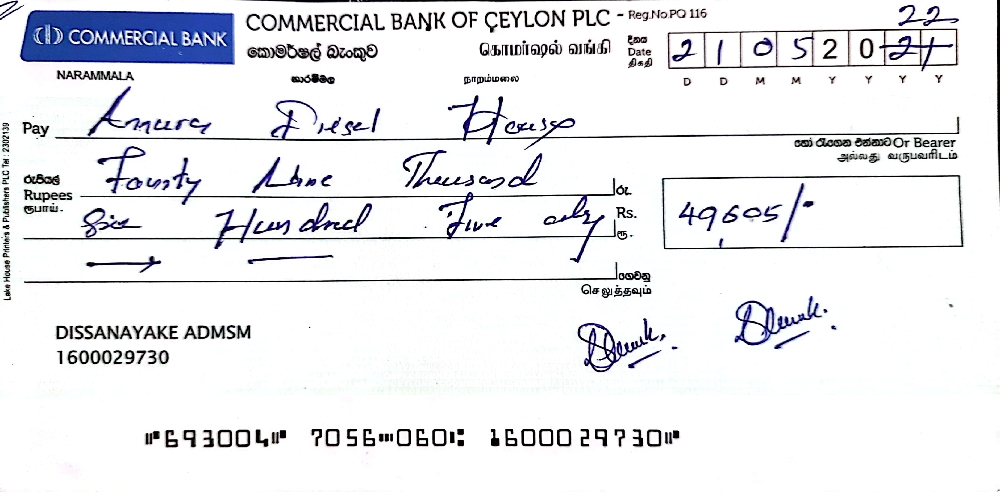 COMMERCIAL BANK
COMMERCIAL BANK OF CEYLON PLC - Reg.No PQ 116
කොමර්ෂල් බැංකුව කொமர்ஷல் வங்கி
NARAMMALA නාරම්මල நாரம்மலை
22
දිනය Date திகதி 2 1 0 5 2 0 2 1
D D M M Y Y Y Y
Pay Annura Diesel House
හෝ රැගෙන එන්නාට Or Bearer
அல்லது வருபவரிடம்
රුපියල් Rupees ரூபாய். Fourty Nine Thousand
Six Hundred Five only
රු. Rs. ரூ. 49,605/-
ගෙවනු
செலுத்தவும்
DISSANAYAKE ADMSM
1600029730
⑈693004⑈ 7056⑉060⑆ 1600029730⑈
Lake House Printers & Publishers PLC Tel : 2302139